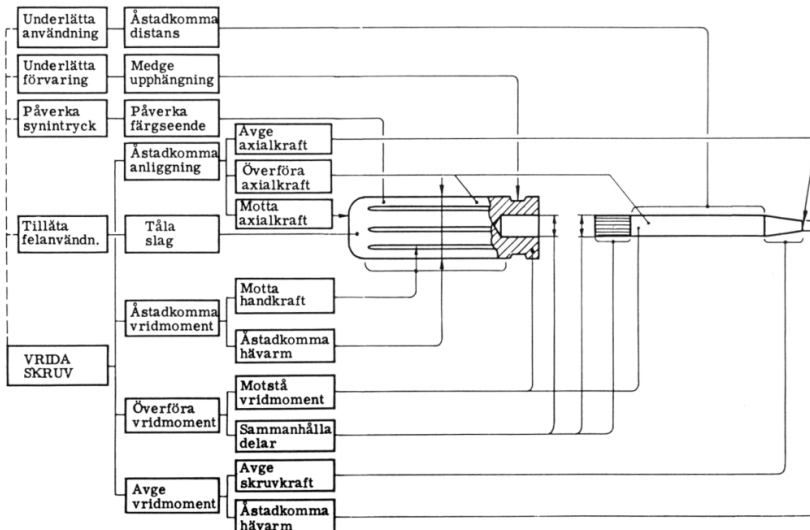 Underlätta
användning
Åstadkomma
distans
Underlätta
förvaring
Medge
upphängning
Påverka
synintryck
Påverka
färgseende
Åstadkomma
anliggning
Avge
axialkraft
Överföra
axialkraft
Motta
axialkraft
Tillåta
felanvändn.
Tåla
slag
Åstadkomma
vridmoment
Motta
handkraft
Åstadkomma
hävarm
VRIDA
SKRUV
Överföra
vridmoment
Motstå
vridmoment
Sammanhålla
delar
Avge
vridmoment
Avge
skruvkraft
Åstadkomma
hävarm